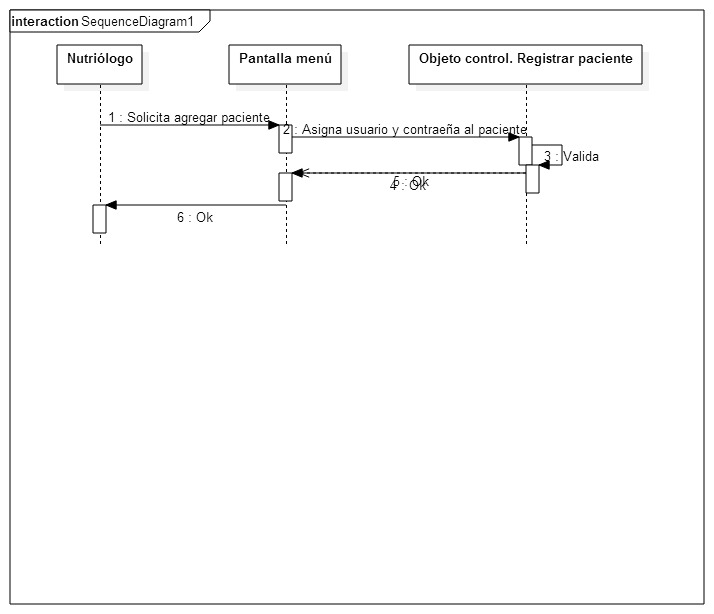 interaction SequenceDiagram1
Nutriólogo
Pantalla menú
Objeto control. Registrar paciente
1 : Solicita agregar paciente
2 : Asigna usuario y contraeña al paciente
3 : Valida
5 : Ok
4 : Ok
6 : Ok